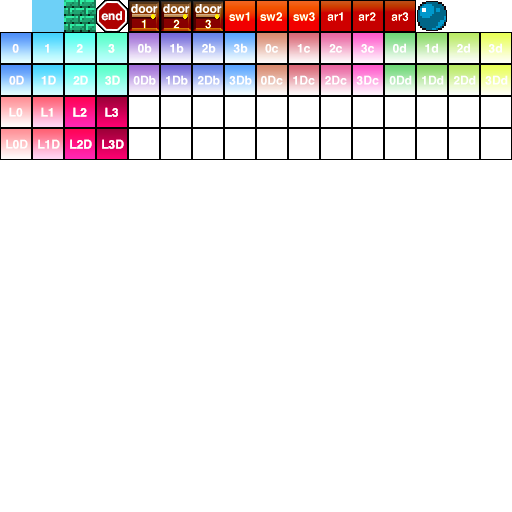 end door 1 door 2 door 3 sw1 sw2 sw3 ar1 ar2 ar3
0 1 2 3 0b 1b 2b 3b 0c 1c 2c 3c 0d 1d 2d 3d
0D 1D 2D 3D 0Db 1Db 2Db 3Db 0Dc 1Dc 2Dc 3Dc 0Dd 1Dd 2Dd 3Dd
L0 L1 L2 L3
L0D L1D L2D L3D